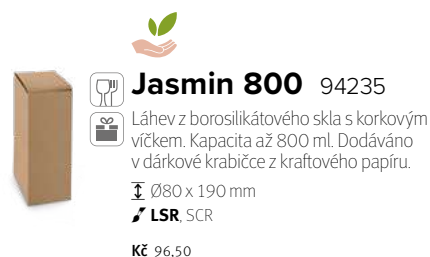 Jasmin 800 94235
Láhev z borosilikátového skla s korkovým
víčkem. Kapacita až 800 ml. Dodáváno
v dárkové krabičce z kraftového papíru.
Ø80 x 190 mm
LSR, SCR
Kč 96,50